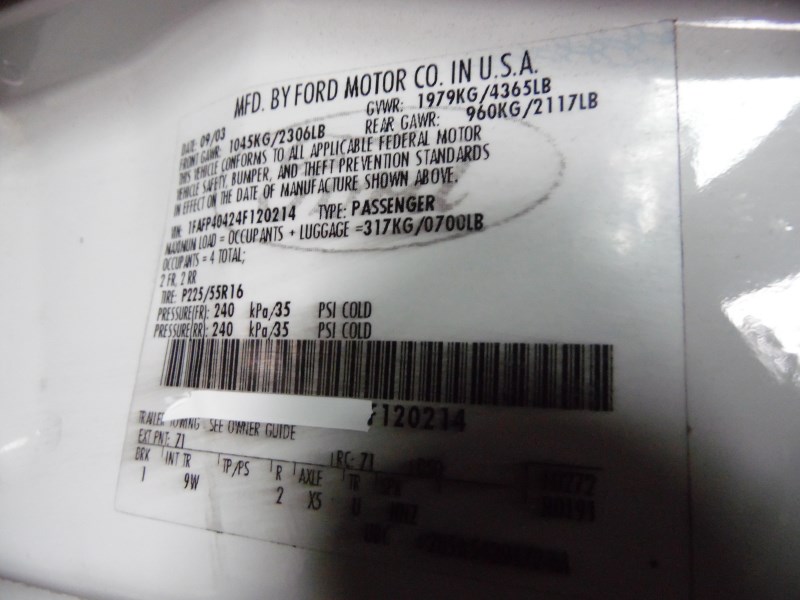 MFD. BY FORD MOTOR CO. IN U.S.A.
DATE: 09/03 GVWR: 1979KG/4365LB
FRONT GAWR: 1045KG/2306LB REAR GAWR: 960KG/2117LB
THIS VEHICLE CONFORMS TO ALL APPLICABLE FEDERAL MOTOR
VEHICLE SAFETY, BUMPER, AND THEFT PREVENTION STANDARDS
IN EFFECT ON THE DATE OF MANUFACTURE SHOWN ABOVE.
VIN: 1FAFP40424F120214 TYPE: PASSENGER
MAXIMUM LOAD = OCCUPANTS + LUGGAGE =317KG/0700LB
OCCUPANTS = 4 TOTAL;
2 FR, 2 RR
TIRE: P225/55R16
PRESSURE(FR): 240 kPa/35 PSI COLD
PRESSURE(RR): 240 kPa/35 PSI COLD
F120214
TRAILER TOWING SEE OWNER GUIDE
EXT PNT: Z1 RC: 71
BRK INT TR TP/PS R AXLE TR
1 9W 2 X5 U